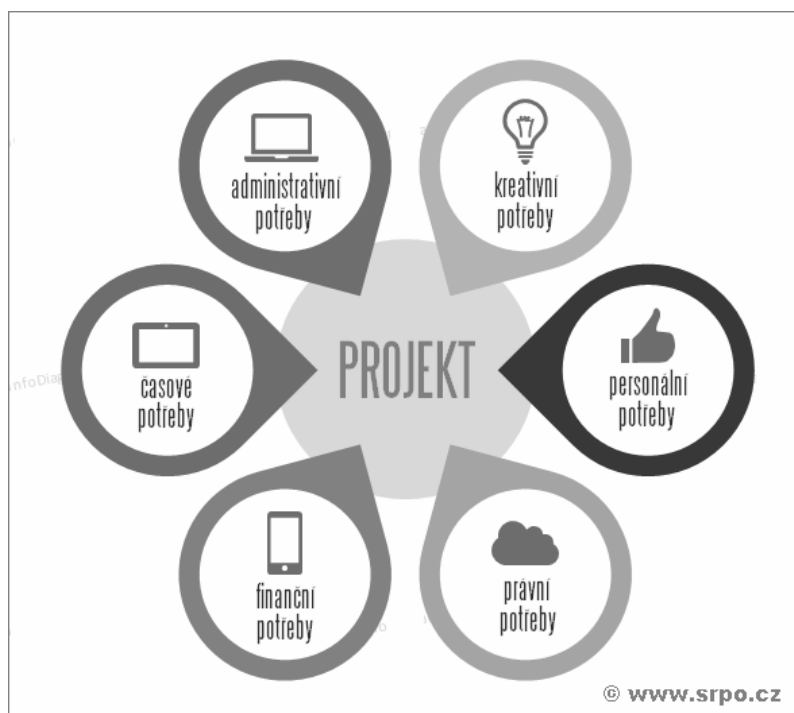 administrativní
potřeby
kreativní
potřeby
časové
potřeby
PROJEKT
personální
potřeby
finanční
potřeby
právní
potřeby
© www.srpo.cz